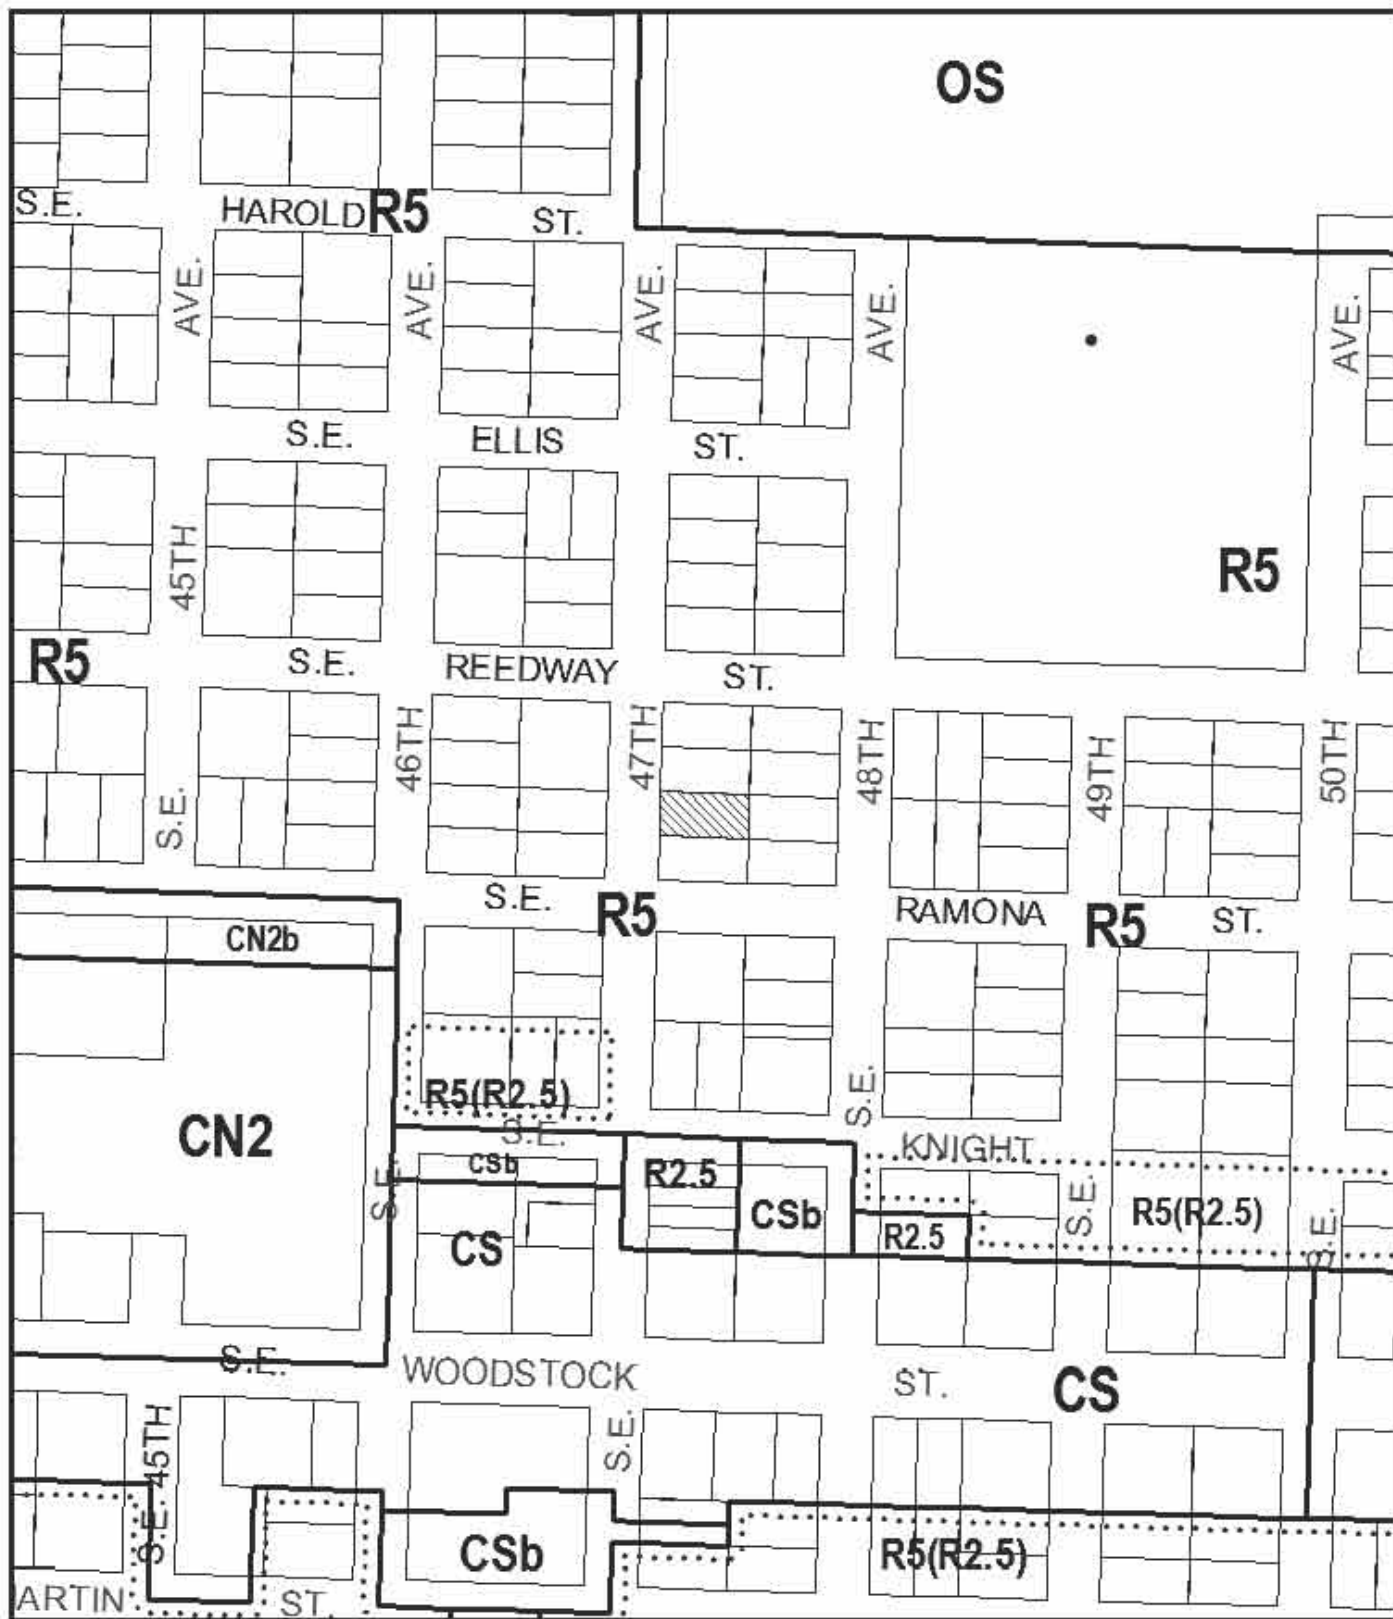 OS
S.E. HAROLD R5 ST.
AVE. AVE. AVE. AVE. AVE.
S.E. ELLIS ST.
45TH
R5
R5
S.E. REEDWAY ST.
46TH 47TH 48TH 49TH 50TH
S.E.
S.E. R5 RAMONA R5 ST.
CN2b
S.E.
R5(R2.5)
CN2
S.E. KNIGHT
S.E. CSb R2.5 CSb S.E. R5(R2.5) S.E.
CS R2.5
S.E. WOODSTOCK ST. CS
S.E. 45TH S.E.
CSb R5(R2.5)
ARTIN ST.